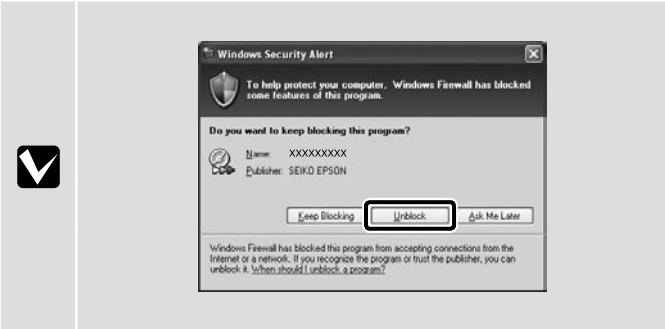 Windows Security Alert
To help protect your computer, Windows Firewall has blocked
some features of this program.
Do you want to keep blocking this program?
Name: XXXXXXXXX
Publisher: SEIKO EPSON
Keep Blocking
Unblock
Ask Me Later
Windows Firewall has blocked this program from accepting connections from the
Internet or a network. If you recognize the program or trust the publisher, you can
unblock it. When should I unblock a program?